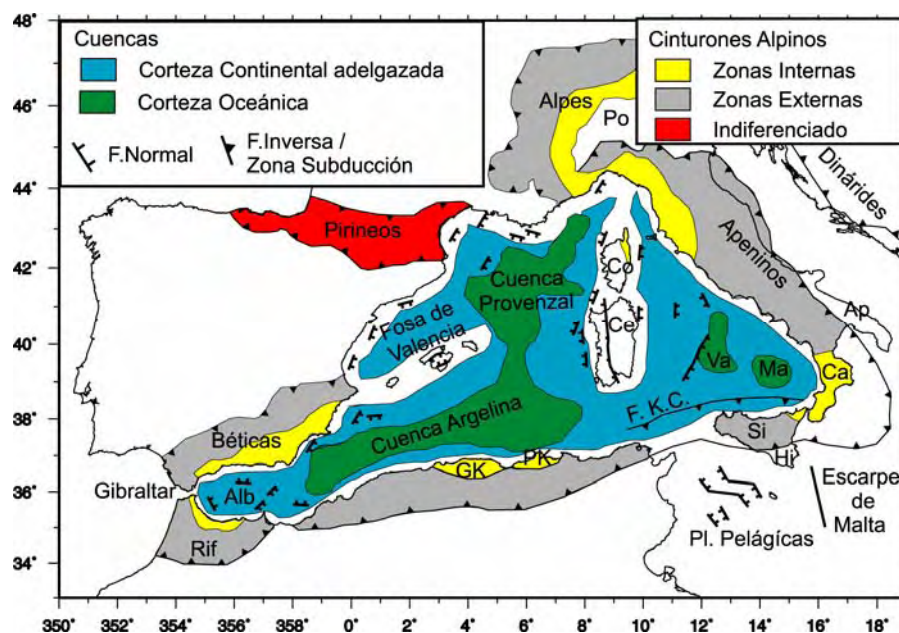 Cuencas
Corteza Continental adelgazada
Corteza Oceánica
F.Normal
F.Inversa /
Zona Subducción
Cinturones Alpinos
Zonas Internas
Zonas Externas
Indiferenciado
48°
46°
44°
42°
40°
38°
36°
34°
Alpes
Po
Dinárides
Pirineos
Apeninos
Cuenca
Provenzal
Co
Ap
Fosa de
Valencia
Ce
Va
Ma
Ca
F. K.C.
Béticas
Cuenca Argelina
Si
Hi
GK
PK
Gibraltar
Alb
Escarpe
de
Malta
Rif
Pl. Pelágícas
350°
352°
354°
356°
358°
0°
2°
4°
6°
8°
10°
12°
14°
16°
18°